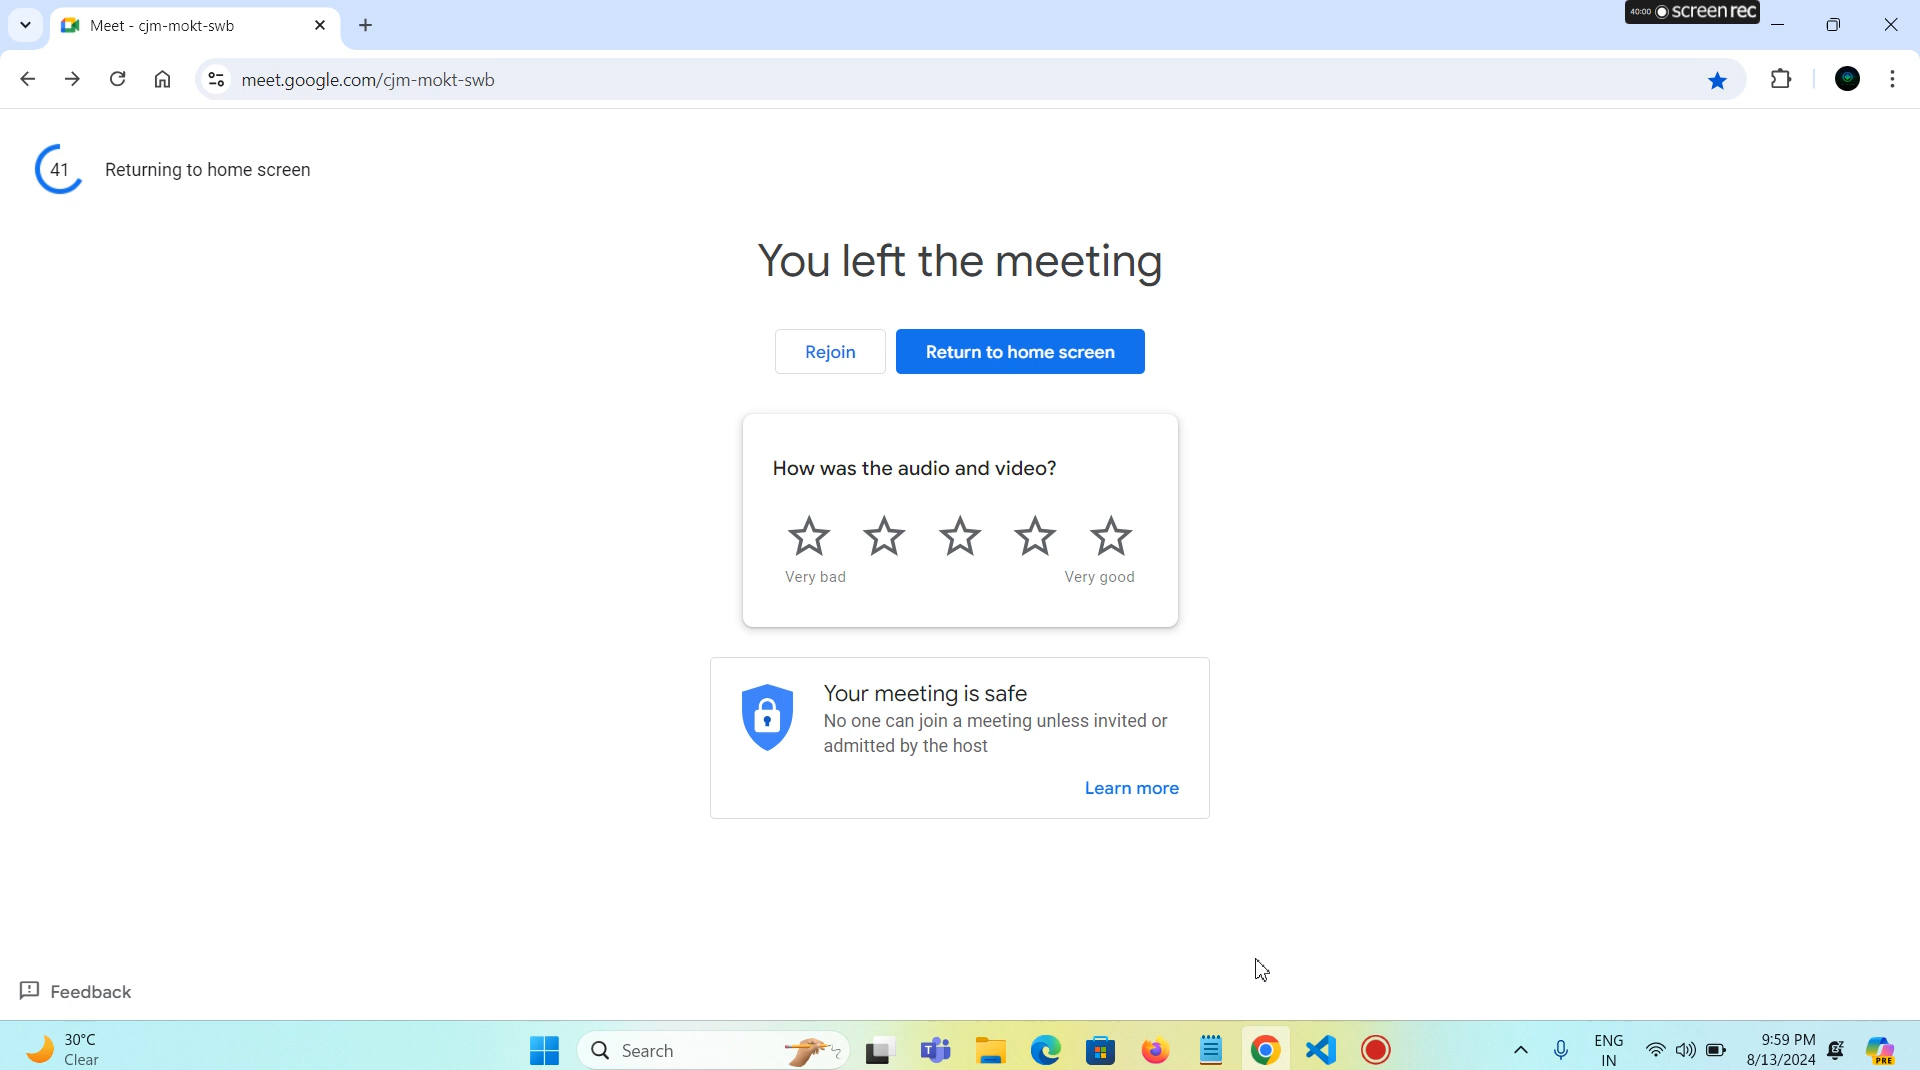 Meet - cjm-mokt-swb
40:00 screen rec
meet.google.com/cjm-mokt-swb
41 Returning to home screen
You left the meeting
Rejoin
Return to home screen
How was the audio and video?
Very bad
Very good
Your meeting is safe
No one can join a meeting unless invited or
admitted by the host
Learn more
Feedback
30°C
Clear
Search
ENG
IN
9:59 PM
8/13/2024
PRE